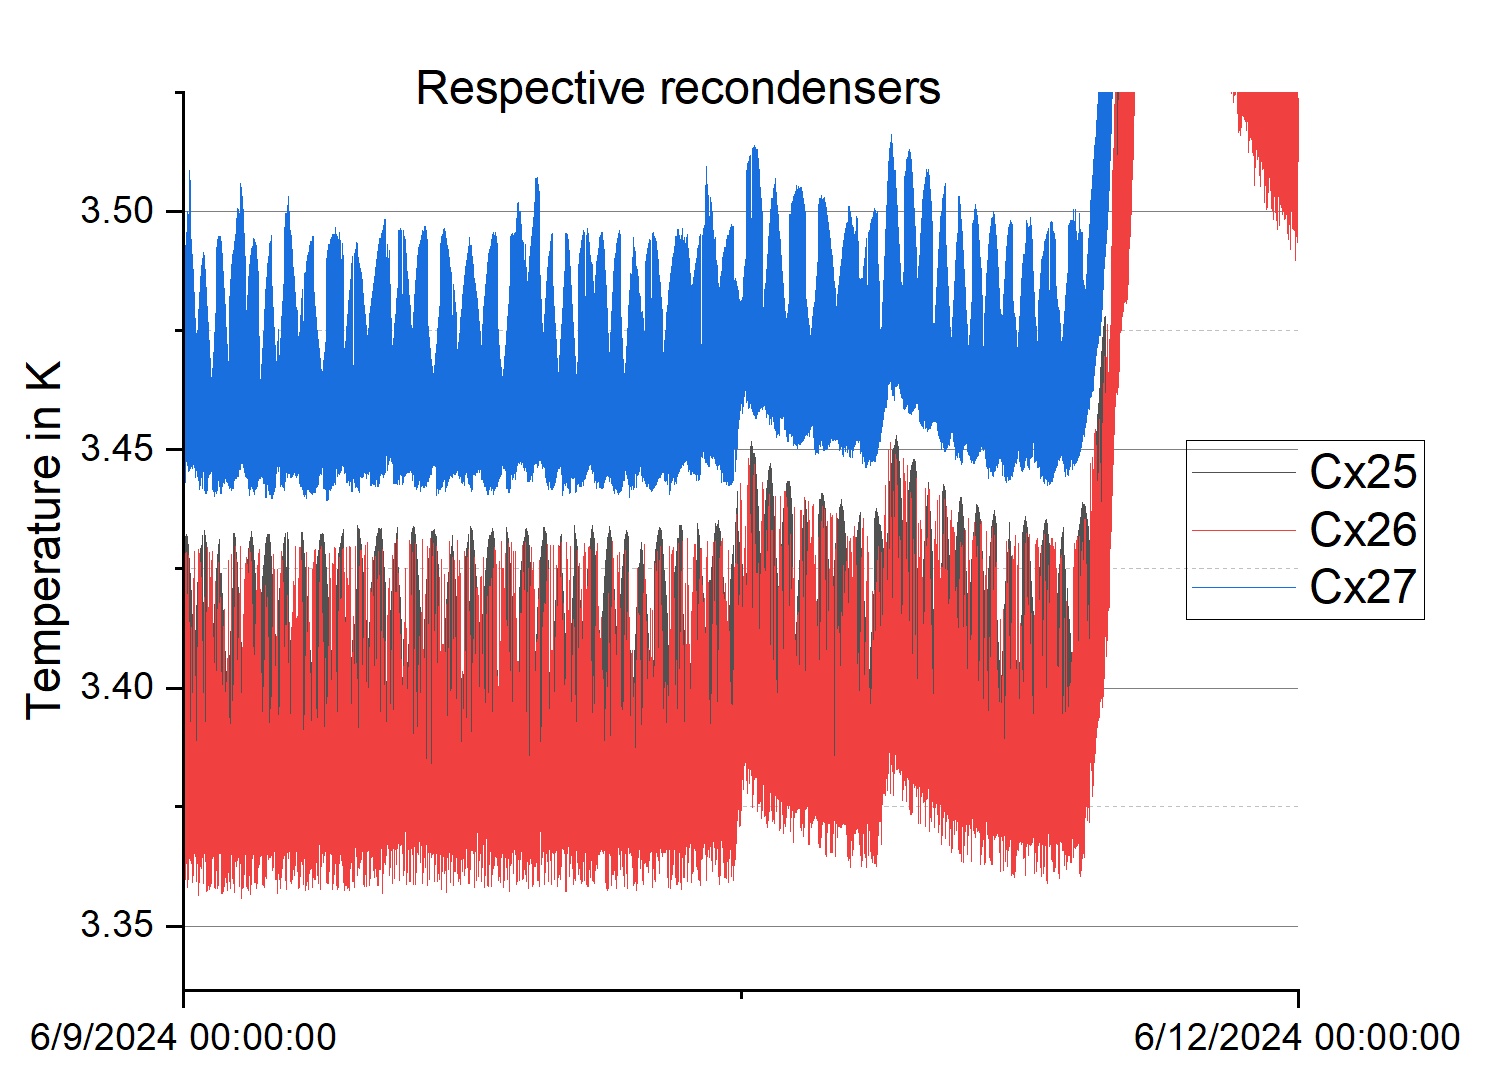 Respective recondensers
Temperature in K
3.50
3.45
3.40
3.35
Cx25
Cx26
Cx27
6/9/2024 00:00:00
6/12/2024 00:00:00